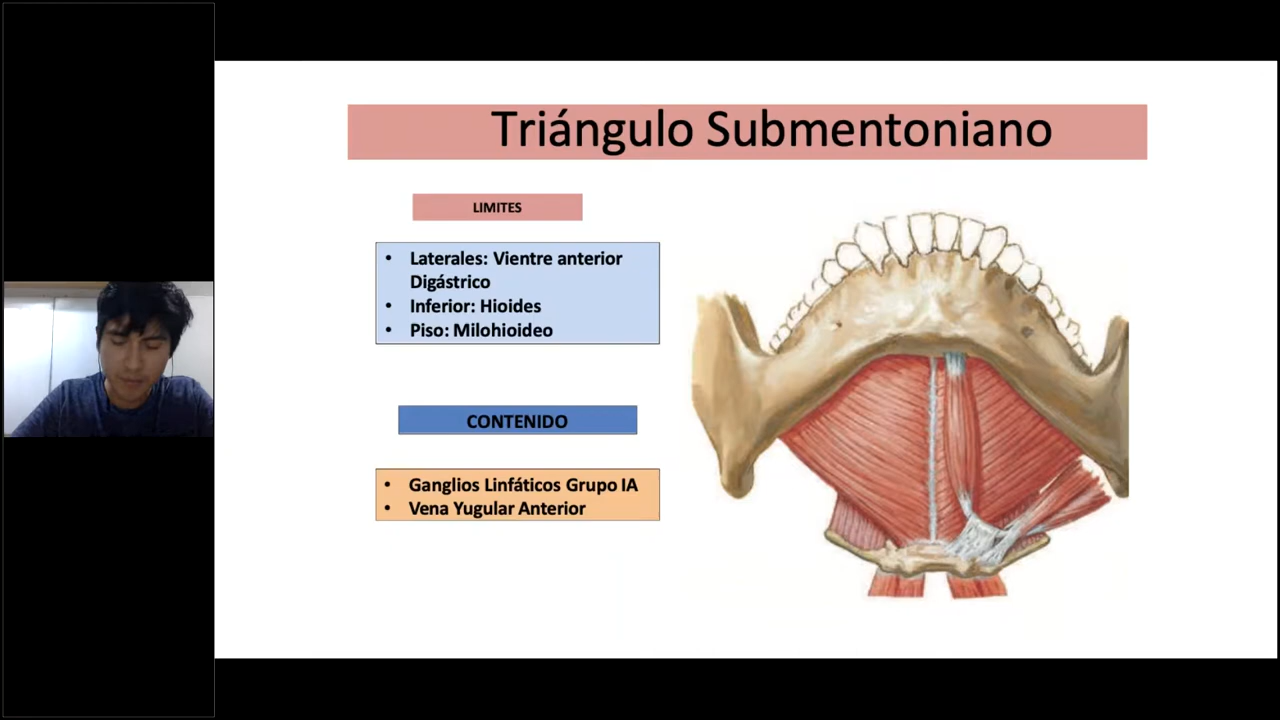 Triángulo Submentoniano
LIMITES
• Laterales: Vientre anterior
Digástrico
• Inferior: Hioides
• Piso: Milohioideo
CONTENIDO
• Ganglios Linfáticos Grupo IA
• Vena Yugular Anterior